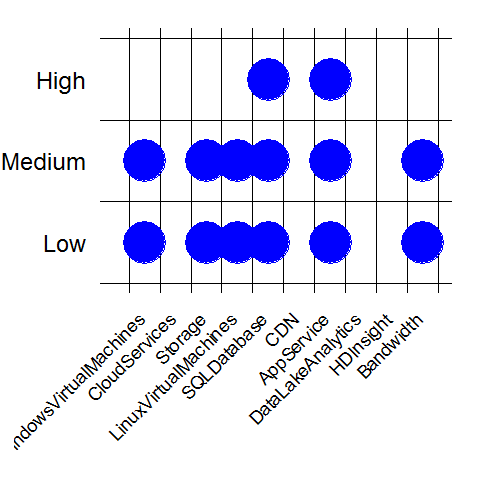 High
Medium
Low
ndowsVirtualMachines
CloudServices
Storage
LinuxVirtualMachines
SQLDatabase
CDN
AppService
DataLakeAnalytics
HDInsight
Bandwidth